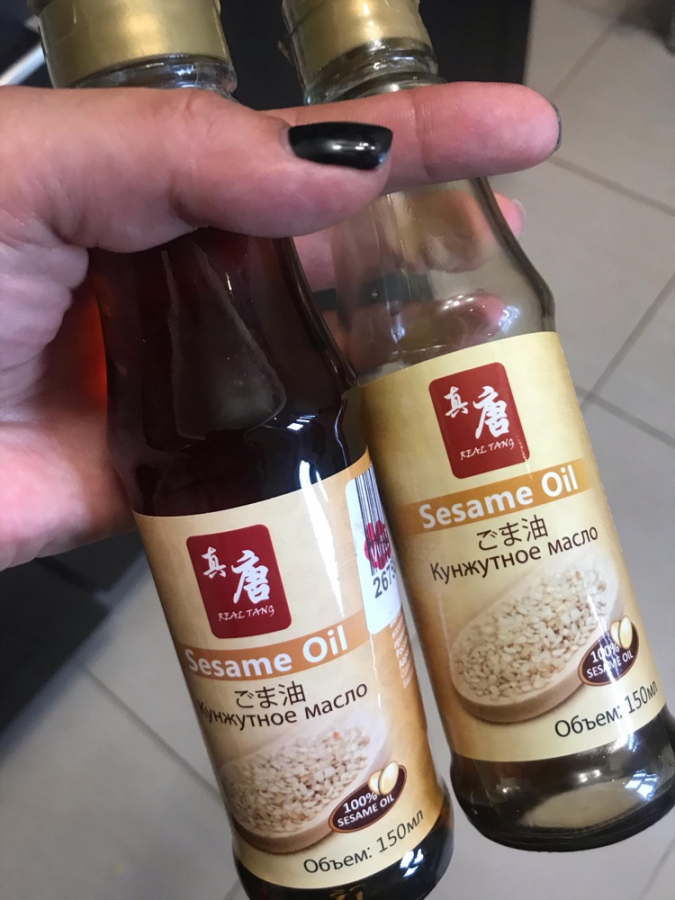 真唐
REAL TANG
Sesame Oil
ごま油
Кунжутное масло
100%
SESAME OIL
Объем: 150мл
真唐
REAL TANG
Sesame Oil
ごま油
Кунжутное масло
100%
SESAME OIL
Объем: 150мл